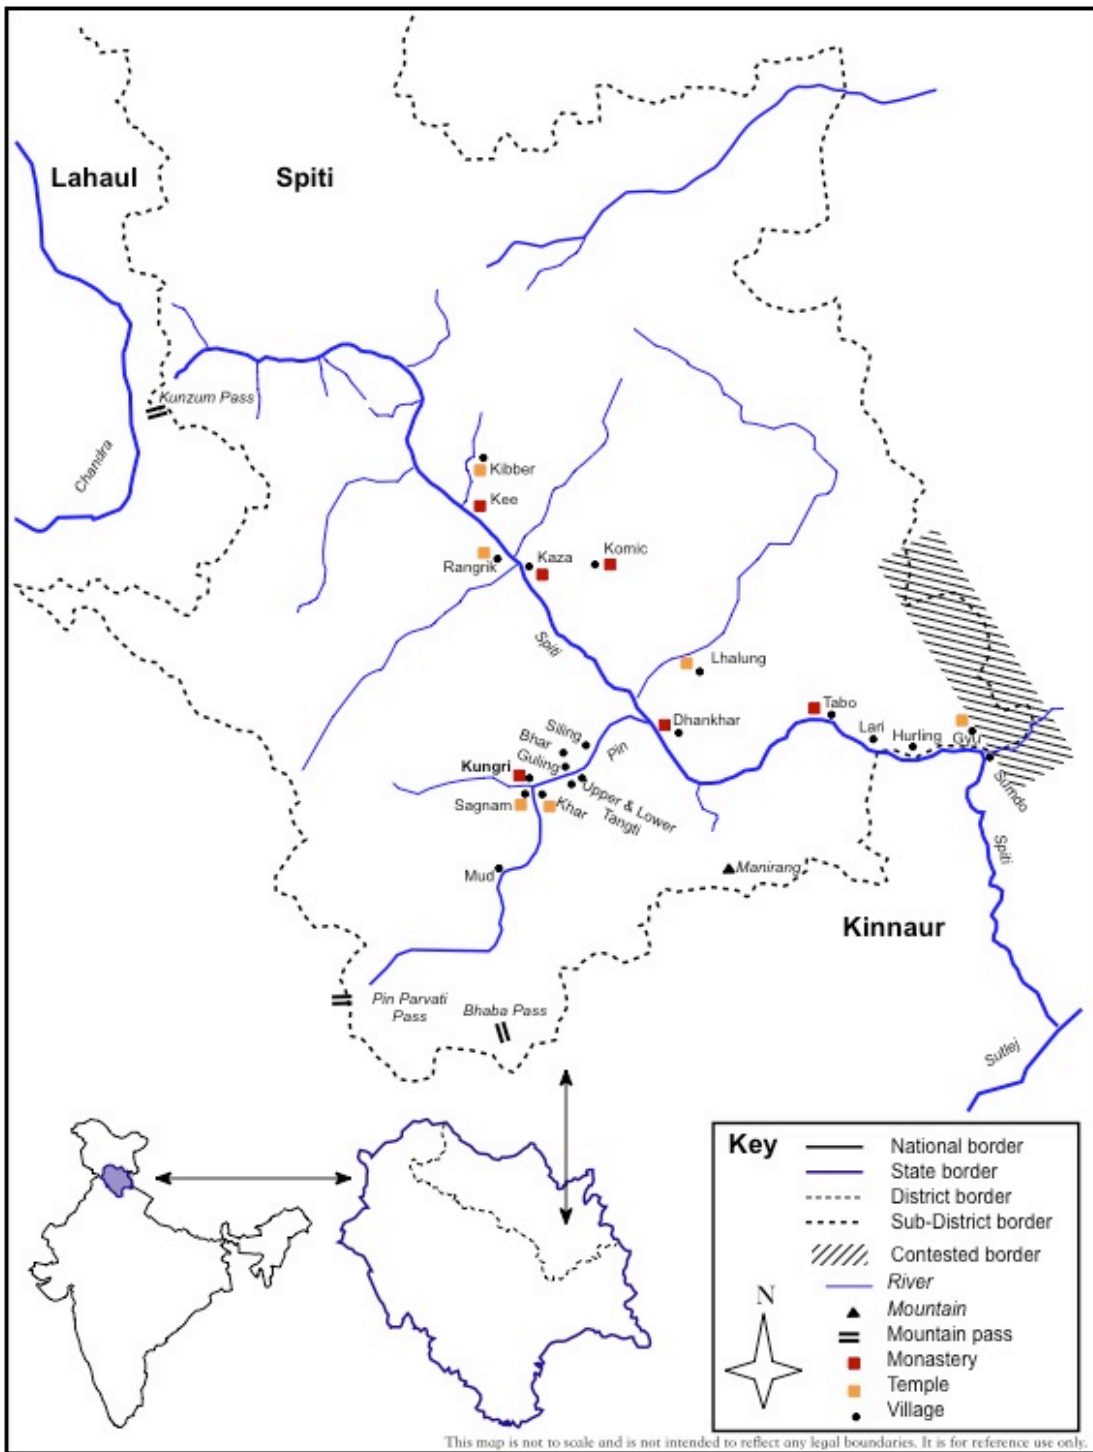 Lahaul
Spiti
Kunzum Pass
Chandra
Kibber
Kee
Rangrik
Kaza
Komic
Spiti
Lhalung
Dhankhar
Tabo
Lari
Hurling
Gyu
Sumdo
Siling
Bhar
Guling
Pin
Kungri
Upper & Lower
Tangti
Sagnam
Khar
Mud
Manirang
Spiti
Kinnaur
Pin Parvati
Pass
Bhaba Pass
Sutlej
Key
National border
State border
District border
Sub-District border
Contested border
River
Mountain
Mountain pass
Monastery
Temple
Village
N
This map is not to scale and is not intended to reflect any legal boundaries. It is for reference use only.